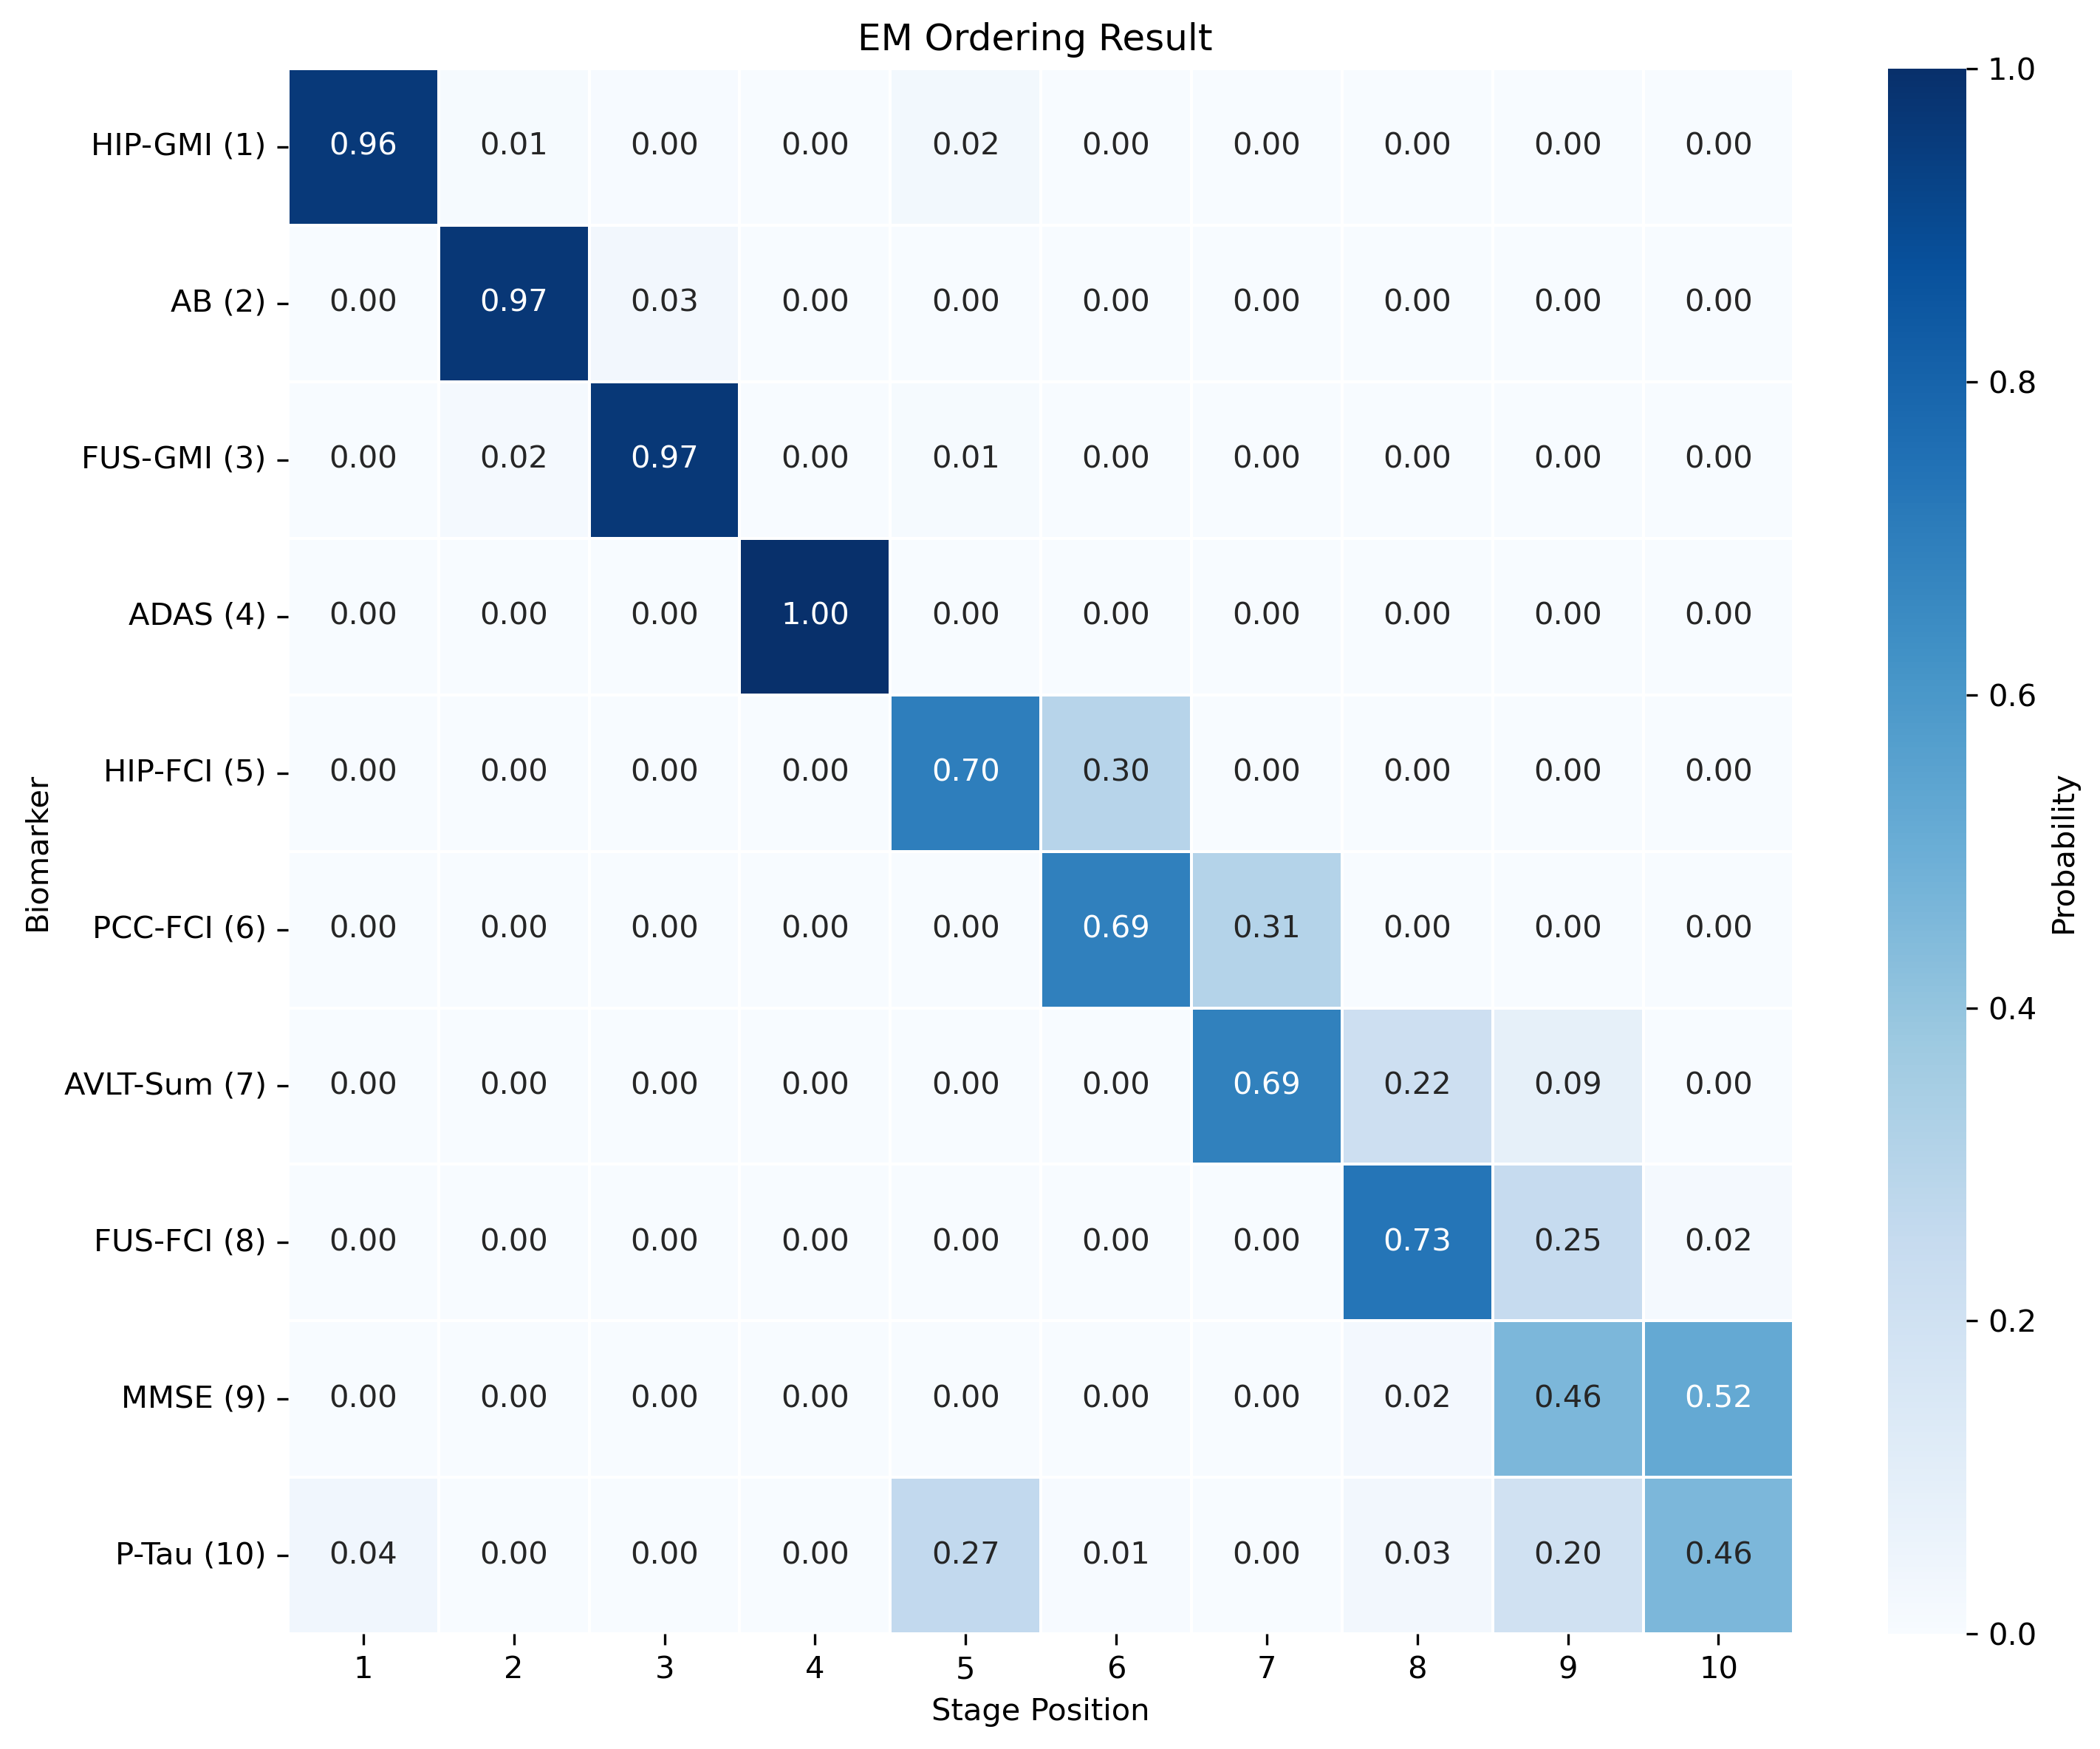 EM Ordering Result
HIP-GMI (1) 0.96 0.01 0.00 0.00 0.02 0.00 0.00 0.00 0.00 0.00
AB (2) 0.00 0.97 0.03 0.00 0.00 0.00 0.00 0.00 0.00 0.00
FUS-GMI (3) 0.00 0.02 0.97 0.00 0.01 0.00 0.00 0.00 0.00 0.00
ADAS (4) 0.00 0.00 0.00 1.00 0.00 0.00 0.00 0.00 0.00 0.00
HIP-FCI (5) 0.00 0.00 0.00 0.00 0.70 0.30 0.00 0.00 0.00 0.00
PCC-FCI (6) 0.00 0.00 0.00 0.00 0.00 0.69 0.31 0.00 0.00 0.00
AVLT-Sum (7) 0.00 0.00 0.00 0.00 0.00 0.00 0.69 0.22 0.09 0.00
FUS-FCI (8) 0.00 0.00 0.00 0.00 0.00 0.00 0.00 0.73 0.25 0.02
MMSE (9) 0.00 0.00 0.00 0.00 0.00 0.00 0.00 0.02 0.46 0.52
P-Tau (10) 0.04 0.00 0.00 0.00 0.27 0.01 0.00 0.03 0.20 0.46
1 2 3 4 5 6 7 8 9 10
Stage Position
Biomarker
1.0
0.8
0.6
0.4
0.2
0.0
Probability